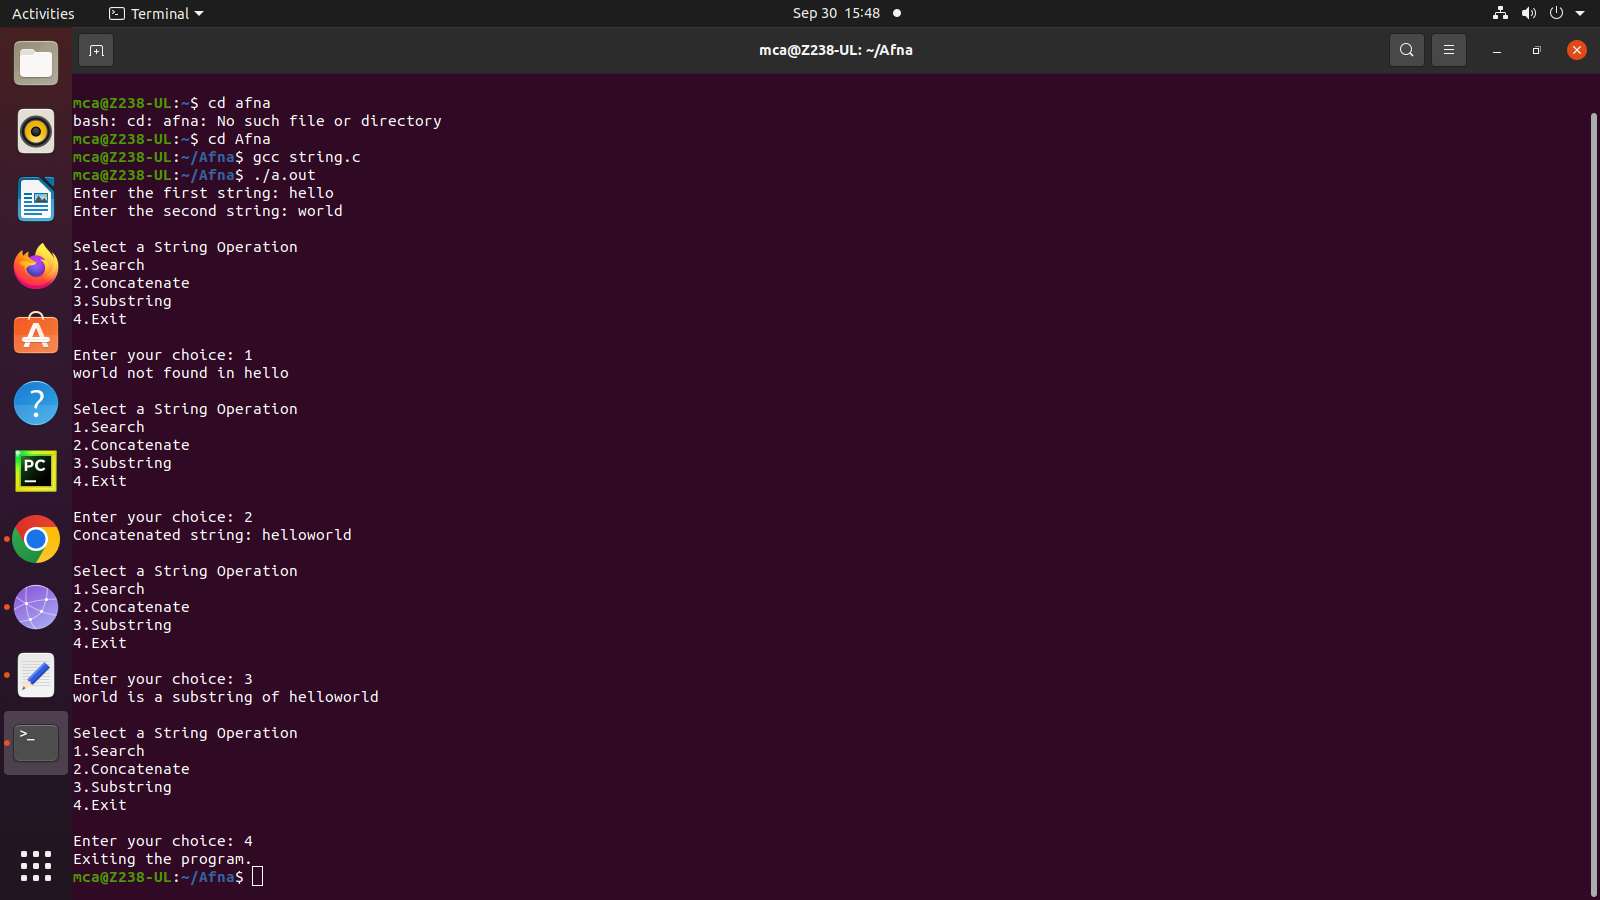 Activities
Terminal
Sep 30 15:48
mca@Z238-UL: ~/Afna
mca@Z238-UL:~$ cd afna
bash: cd: afna: No such file or directory
mca@Z238-UL:~$ cd Afna
mca@Z238-UL:~/Afna$ gcc string.c
mca@Z238-UL:~/Afna$ ./a.out
Enter the first string: hello
Enter the second string: world
Select a String Operation
1.Search
2.Concatenate
3.Substring
4.Exit
Enter your choice: 1
world not found in hello
Select a String Operation
1.Search
2.Concatenate
3.Substring
4.Exit
Enter your choice: 2
Concatenated string: helloworld
Select a String Operation
1.Search
2.Concatenate
3.Substring
4.Exit
Enter your choice: 3
world is a substring of helloworld
Select a String Operation
1.Search
2.Concatenate
3.Substring
4.Exit
Enter your choice: 4
Exiting the program.
mca@Z238-UL:~/Afna$
PC